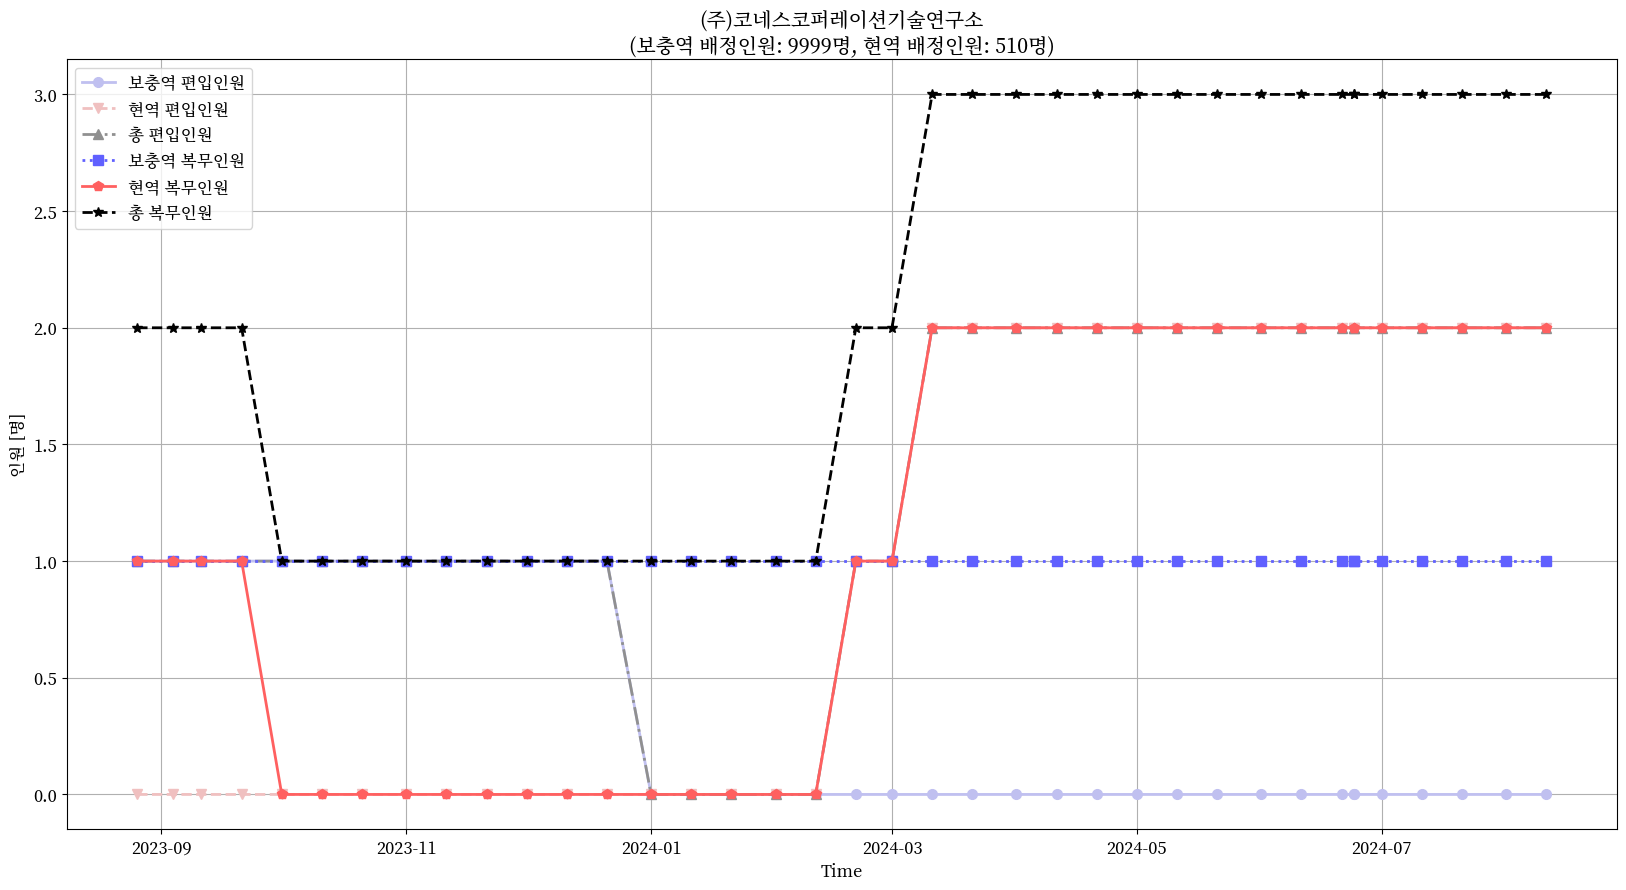 (주)코네스코퍼레이션기술연구소
(보충역 배정인원: 9999명, 현역 배정인원: 510명)
보충역 편입인원
현역 편입인원
총 편입인원
보충역 복무인원
현역 복무인원
총 복무인원
3.0
2.5
2.0
1.5
1.0
0.5
0.0
인원 [명]
2023-09
2023-11
2024-01
2024-03
2024-05
2024-07
Time